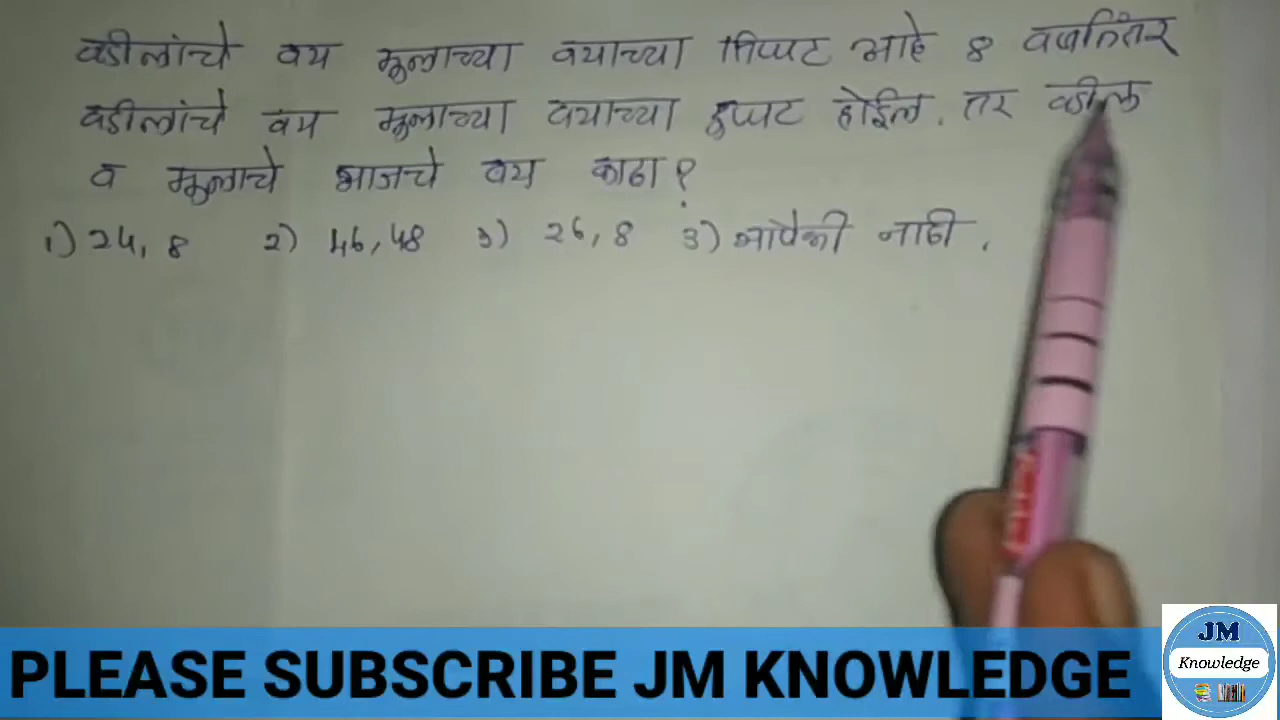 वडीलांचे वय मुलाच्या वयाच्या तिप्पट आहे 8 वर्षानंतर
वडीलांचे वय मुलाच्या वयाच्या दुप्पट होईल. तर वडील
व मुलाचे आजचे वय काढा ?
1) 24, 8 2) 46, 48 3) 26, 8 3) यापैकी नाही.
PLEASE SUBSCRIBE JM KNOWLEDGE
JM
Knowledge